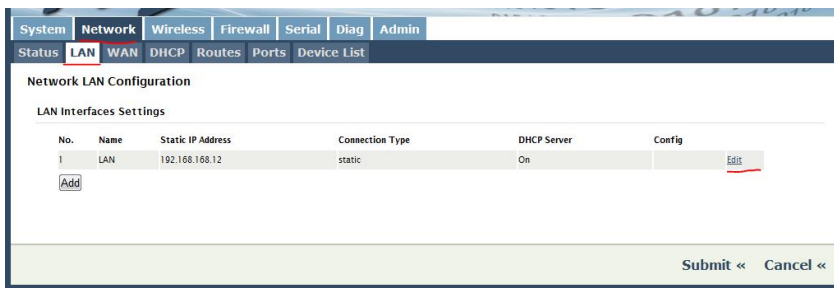 System Network Wireless Firewall Serial Diag Admin
Status LAN WAN DHCP Routes Ports Device List
Network LAN Configuration
LAN Interfaces Settings
No. Name Static IP Address Connection Type DHCP Server Config
1 LAN 192.168.168.12 static On Edit
Add
Submit « Cancel «